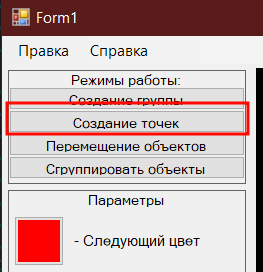 Form1
Правка Справка
Режимы работы:
Создание группы
Создание точек
Перемещение объектов
Сгруппировать объекты
Параметры
- Следующий цвет